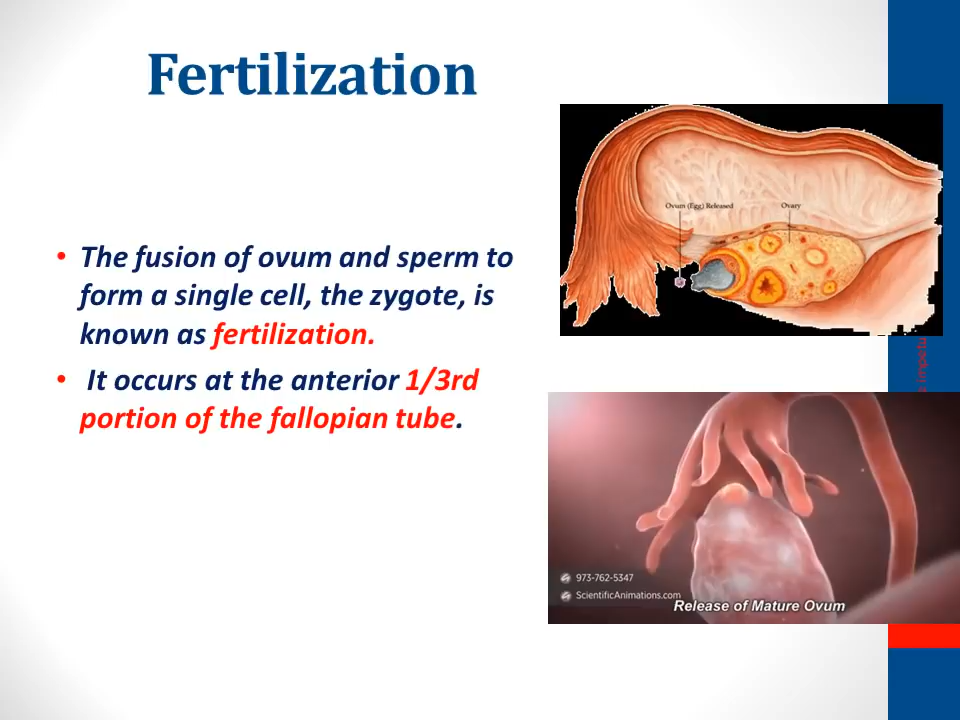 Fertilization
• The fusion of ovum and sperm to
form a single cell, the zygote, is
known as fertilization.
• It occurs at the anterior 1/3rd
portion of the fallopian tube.
Ovum (Egg) Released
Ovary
impetu
973-762-5347
ScientificAnimations.com
Release of Mature Ovum